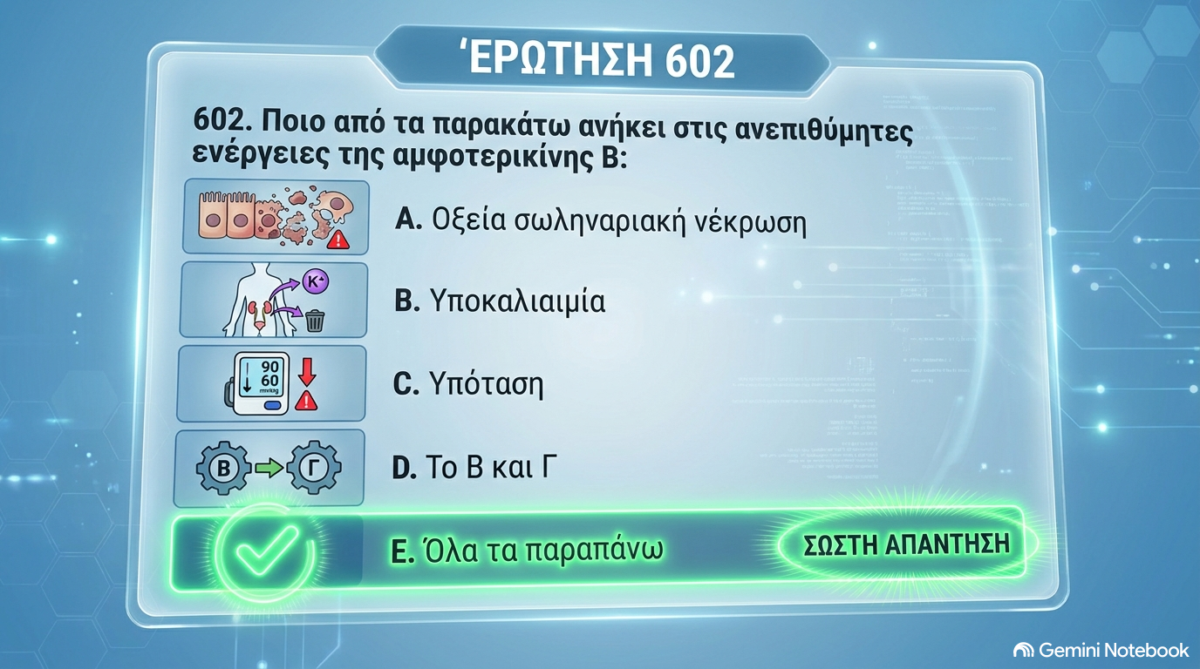 ΄ΕΡΩΤΗΣΗ 602
602. Ποιο από τα παρακάτω ανήκει στις ανεπιθύμητες
ενέργειες της αμφοτερικίνης Β:
A. Οξεία σωληναριακή νέκρωση
K+
B. Υποκαλιαιμία
90
60
mmHg
C. Υπόταση
B
Γ
D. Το Β και Γ
E. Όλα τα παραπάνω
ΣΩΣΤΗ ΑΠΑΝΤΗΣΗ
Gemini Notebook